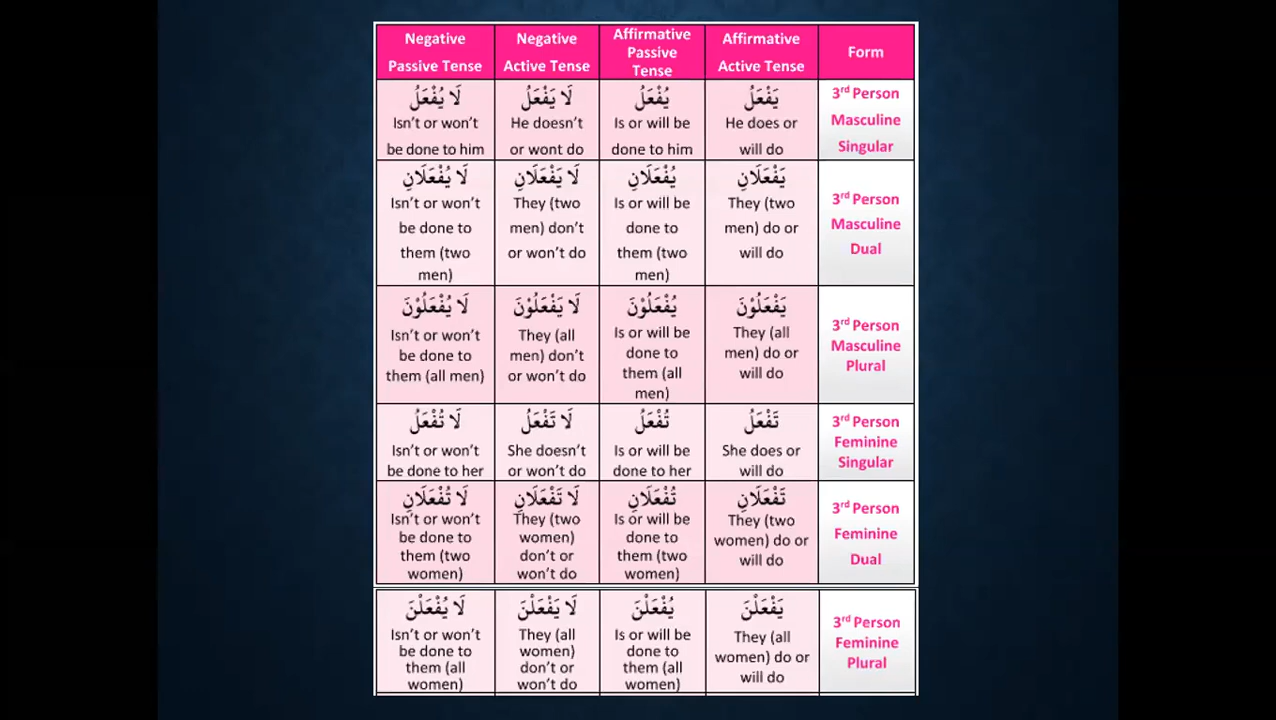 Negative
Passive Tense
Negative
Active Tense
Affirmative
Passive
Tense
Affirmative
Active Tense
Form
لَا يُفْعَلُ
Isn't or won't
be done to him
لَا يَفْعَلُ
He doesn't
or wont do
يُفْعَلُ
Is or will be
done to him
يَفْعَلُ
He does or
will do
3rd Person
Masculine
Singular
لَا يُفْعَلَانِ
Isn't or won't
be done to
them (two
men)
لَا يَفْعَلَانِ
They (two
men) don't
or won't do
يُفْعَلَانِ
Is or will be
done to
them (two
men)
يَفْعَلَانِ
They (two
men) do or
will do
3rd Person
Masculine
Dual
لَا يُفْعَلُوْنَ
Isn't or won't
be done to
them (all men)
لَا يَفْعَلُوْنَ
They (all
men) don't
or won't do
يُفْعَلُوْنَ
Is or will be
done to
them (all
men)
يَفْعَلُوْنَ
They (all
men) do or
will do
3rd Person
Masculine
Plural
لَا تُفْعَلُ
Isn't or won't
be done to her
لَا تَفْعَلُ
She doesn't
or won't do
تُفْعَلُ
Is or will be
done to her
تَفْعَلُ
She does or
will do
3rd Person
Feminine
Singular
لَا تُفْعَلَانِ
Isn't or won't
be done to
them (two
women)
لَا تَفْعَلَانِ
They (two
women)
don't or
won't do
تُفْعَلَانِ
Is or will be
done to
them (two
women)
تَفْعَلَانِ
They (two
women) do or
will do
3rd Person
Feminine
Dual
لَا يُفْعَلْنَ
Isn't or won't
be done to
them (all
women)
لَا يَفْعَلْنَ
They (all
women)
don't or
won't do
يُفْعَلْنَ
Is or will be
done to
them (all
women)
يَفْعَلْنَ
They (all
women) do or
will do
3rd Person
Feminine
Plural